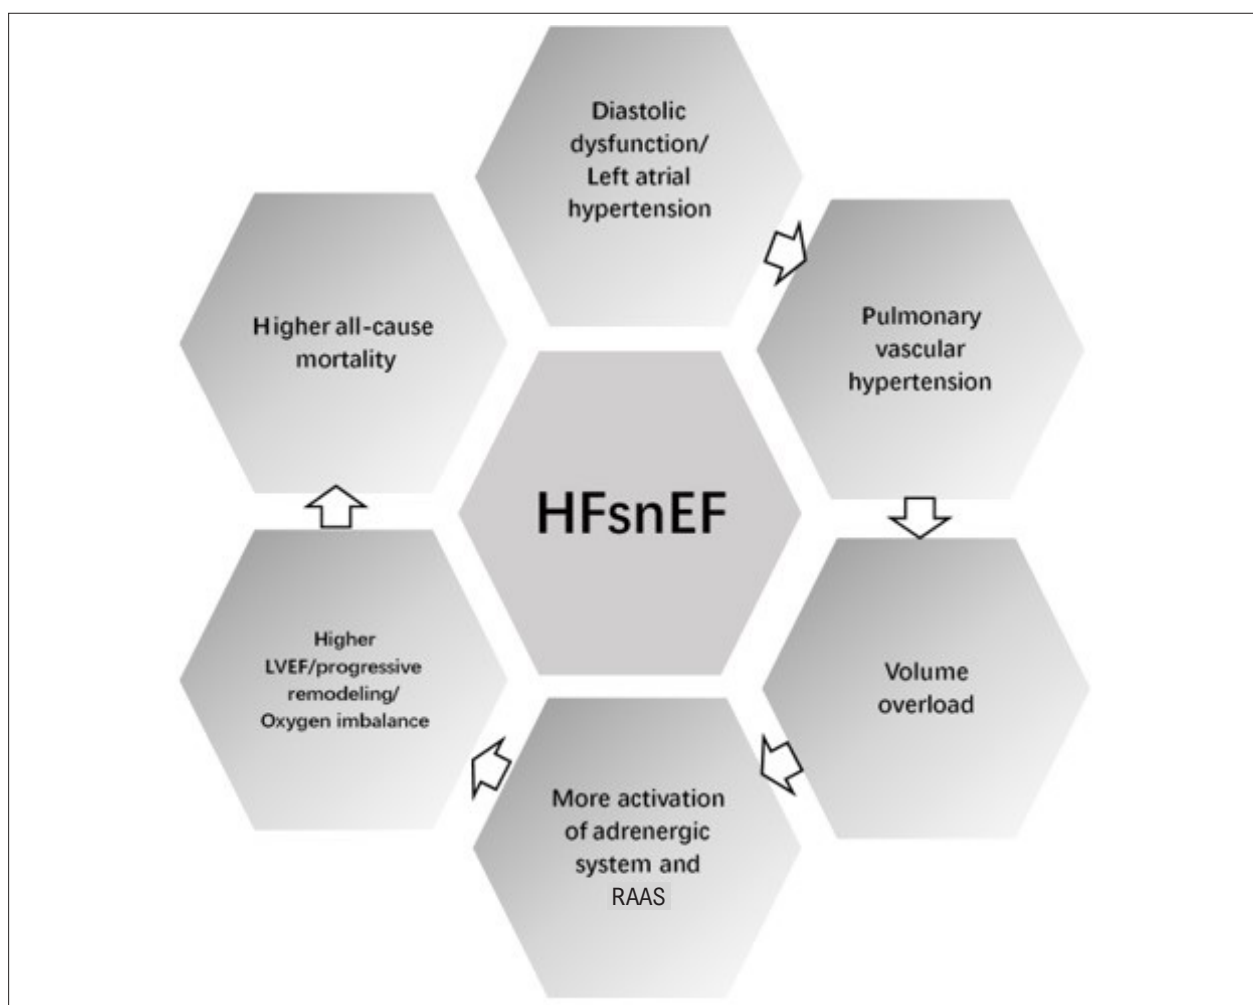 Diastolic
dysfunction/
Left atrial
hypertension
Pulmonary
vascular
hypertension
Volume
overload
More activation
of adrenergic
system and
RAAS
Higher
LVEF/progressive
remodeling/
Oxygen imbalance
Higher all-cause
mortality
HFsnEF